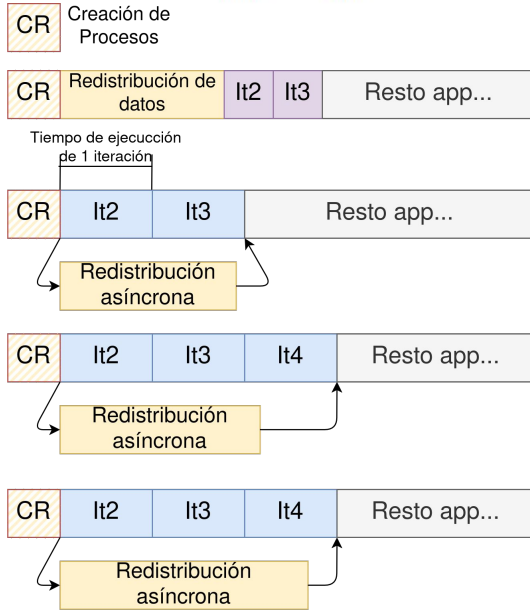 CR
Creación de
Procesos
CR
Redistribución de
datos
It2
It3
Resto app...
Tiempo de ejecucción
de 1 iteración
CR
It2
It3
Resto app...
Redistribución
asíncrona
CR
It2
It3
It4
Resto app...
Redistribución
asíncrona
CR
It2
It3
It4
Resto app...
Redistribución
asíncrona